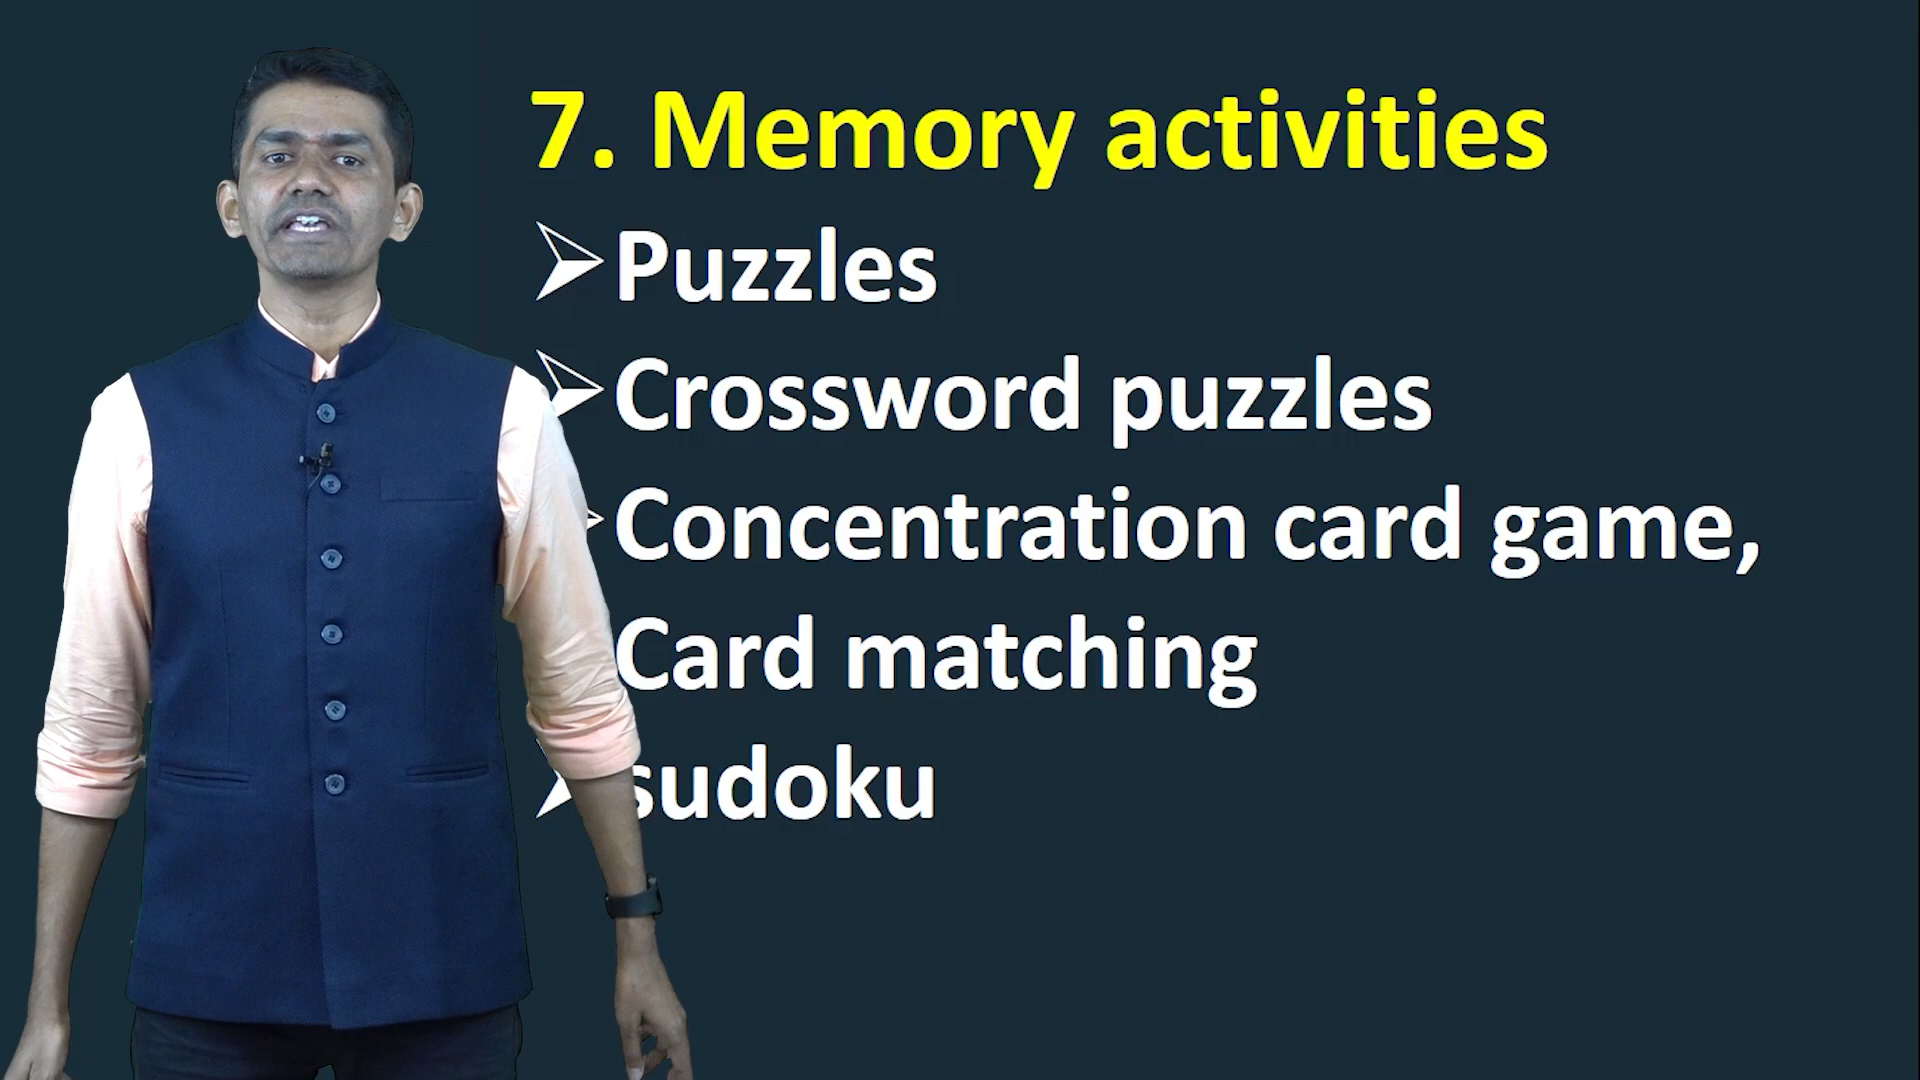 7. Memory activities
Puzzles
Crossword puzzles
Concentration card game,
Card matching
sudoku